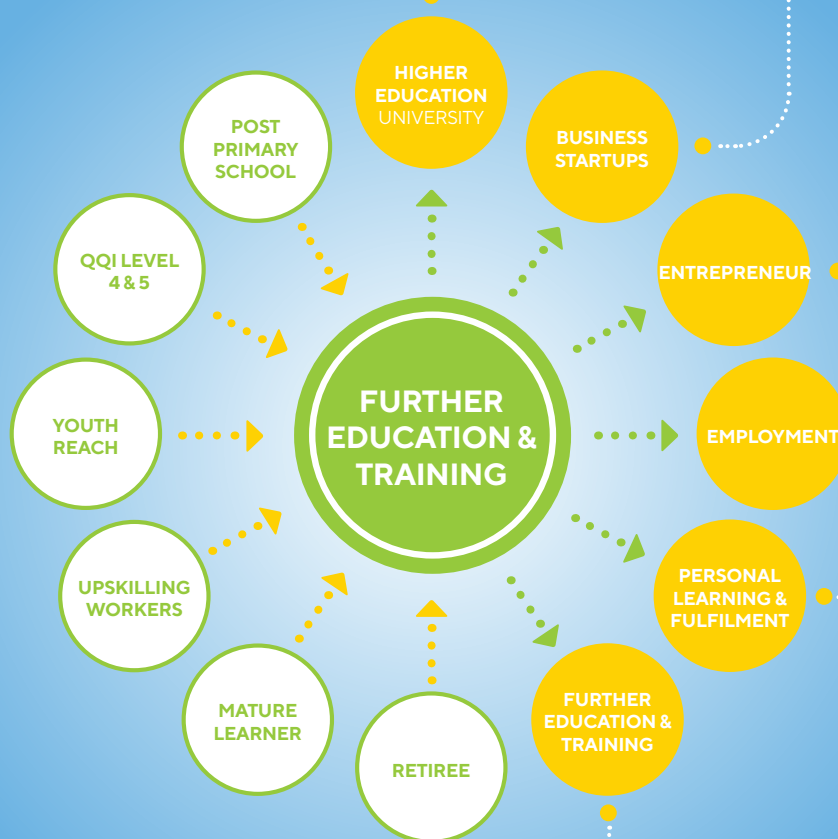 HIGHER
EDUCATION
UNIVERSITY
POST
PRIMARY
SCHOOL
BUSINESS
STARTUPS
QQI LEVEL
4 & 5
ENTREPRENEUR
YOUTH
REACH
FURTHER
EDUCATION &
TRAINING
EMPLOYMENT
UPSKILLING
WORKERS
PERSONAL
LEARNING &
FULFILMENT
MATURE
LEARNER
FURTHER
EDUCATION &
TRAINING
RETIREE